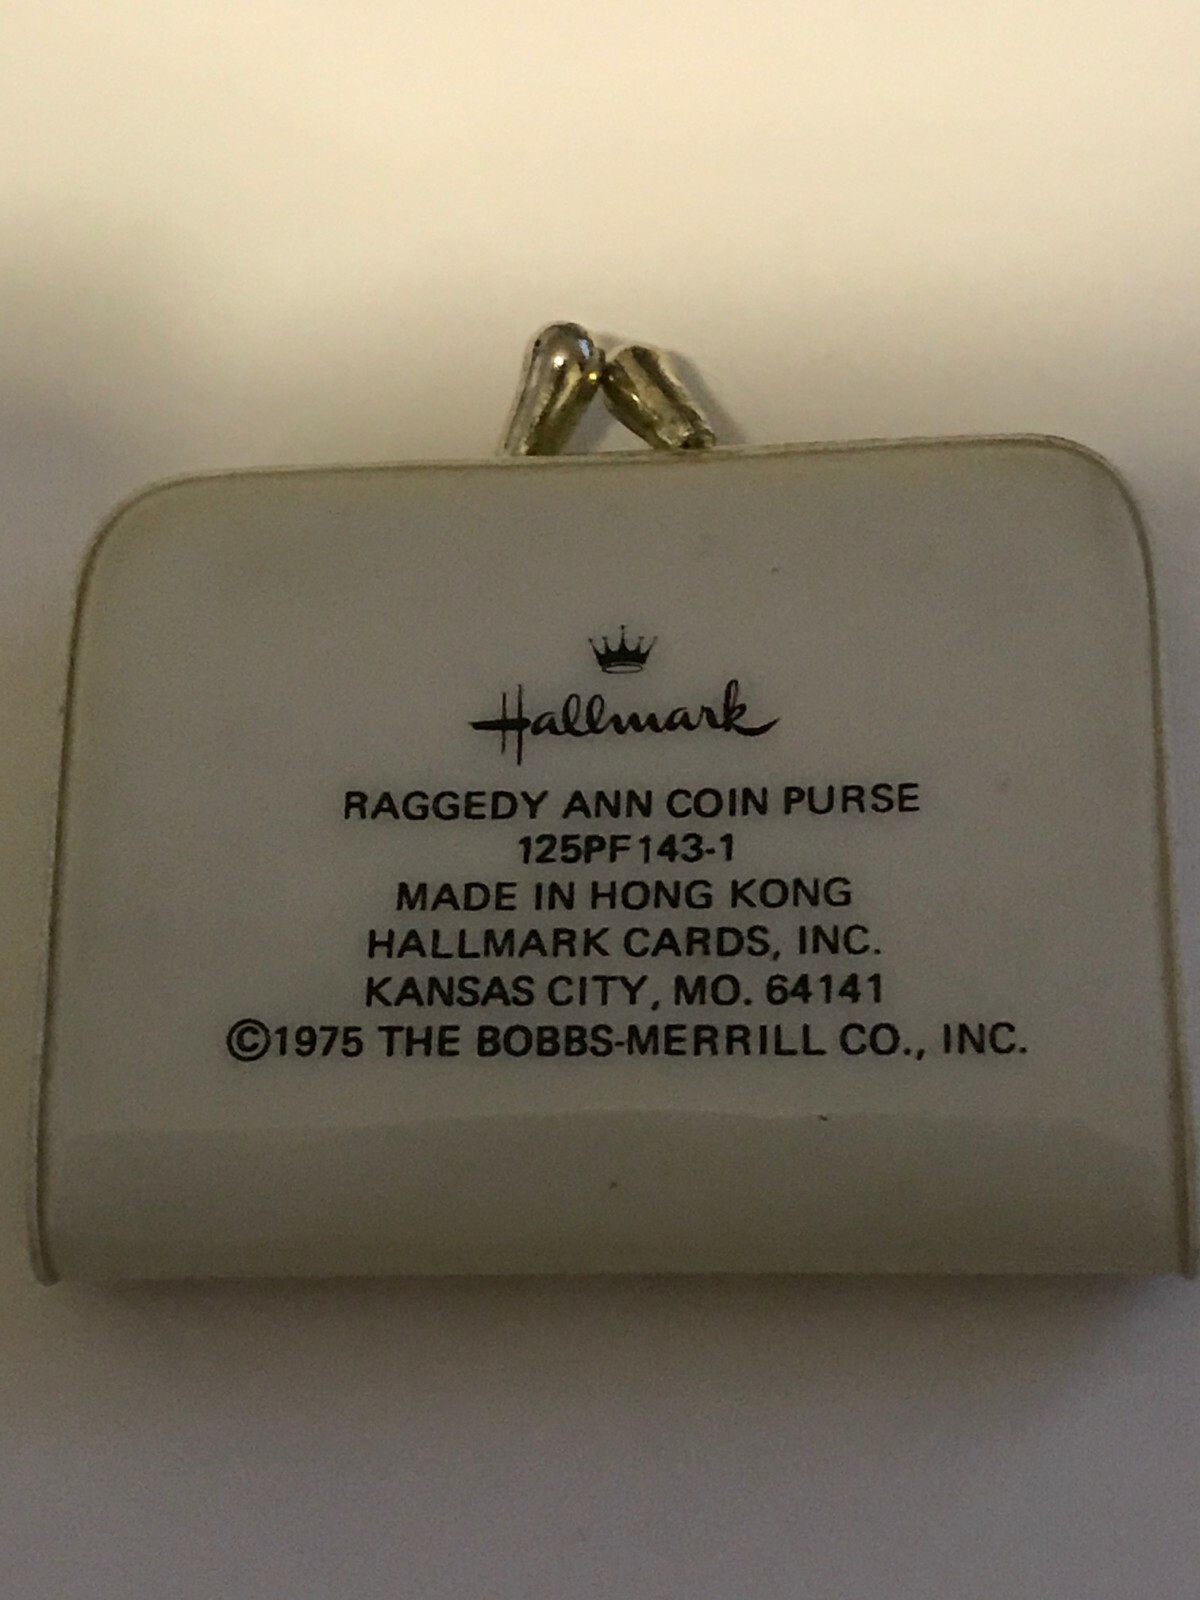 Hallmark
RAGGEDY ANN COIN PURSE
125PF143-1
MADE IN HONG KONG
HALLMARK CARDS, INC.
KANSAS CITY, MO. 64141
©1975 THE BOBBS-MERRILL CO., INC.